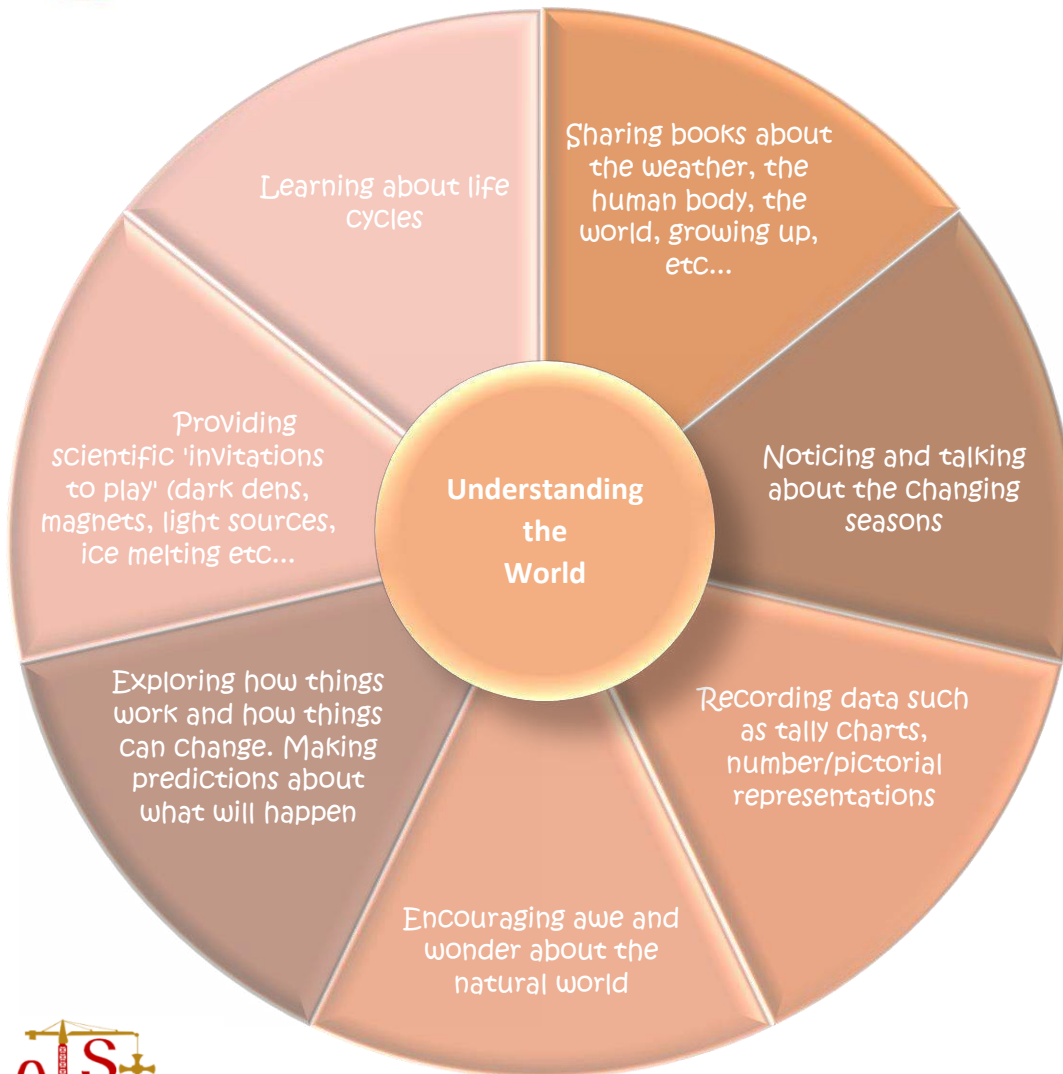 Sharing books about
the weather, the
human body, the
world, growing up,
etc...
Noticing and talking
about the changing
seasons
Recording data such
as tally charts,
number/pictorial
representations
Encouraging awe and
wonder about the
natural world
Exploring how things
work and how things
can change. Making
predictions about
what will happen
Providing
scientific 'invitations
to play' (dark dens,
magnets, light sources,
ice melting etc...
Learning about life
cycles
Understanding
the
World